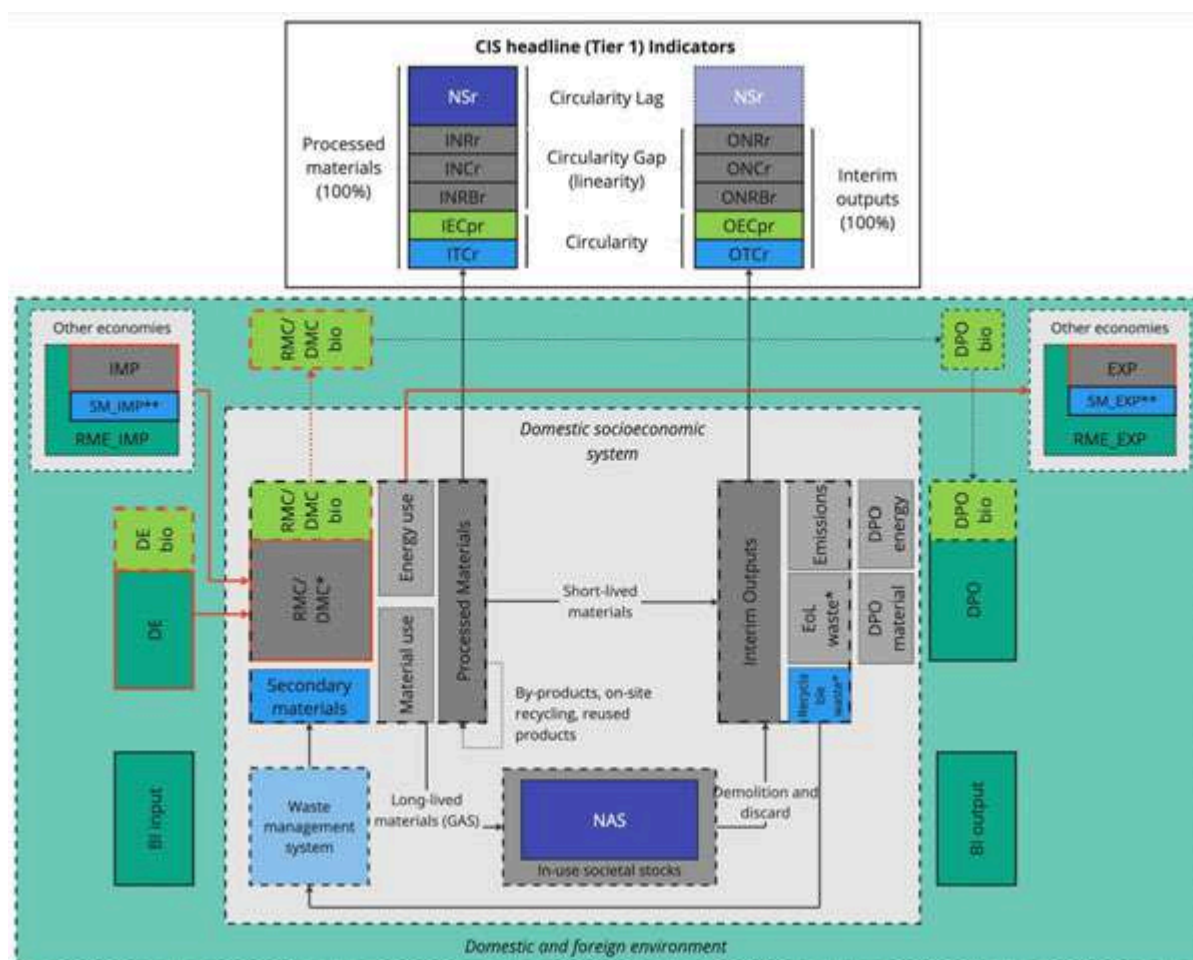 CIS headline (Tier 1) Indicators
NSr
Circularity Lag
NSr
Processed
materials
(100%)
INRr
INCr
INRBr
Circularity Gap
(linearity)
ONRr
ONCr
ONRBr
Interim
outputs
(100%)
IECpr
ITCr
Circularity
OECpr
OTCr
Other economies
IMP
SM_IMP**
RME_IMP
RMC/
DMC
bio
DPO
bio
Other economies
EXP
SM_EXP**
RME_EXP
Domestic socioeconomic
system
DE
bio
DE
RMC/
DMC
bio
RMC/
DMC*
Secondary
materials
Energy use
Material use
Processed Materials
Short-lived
materials
By-products, on-site
recycling, reused
products
Interim Outputs
Emissions
EoL
waste*
Recycla
ble
waste*
DPO
energy
DPO
material
DPO
bio
DPO
BI input
Waste
management
system
Long-lived
materials (GAS)
NAS
In-use societal stocks
Demolition and
discard
BI output
Domestic and foreign environment